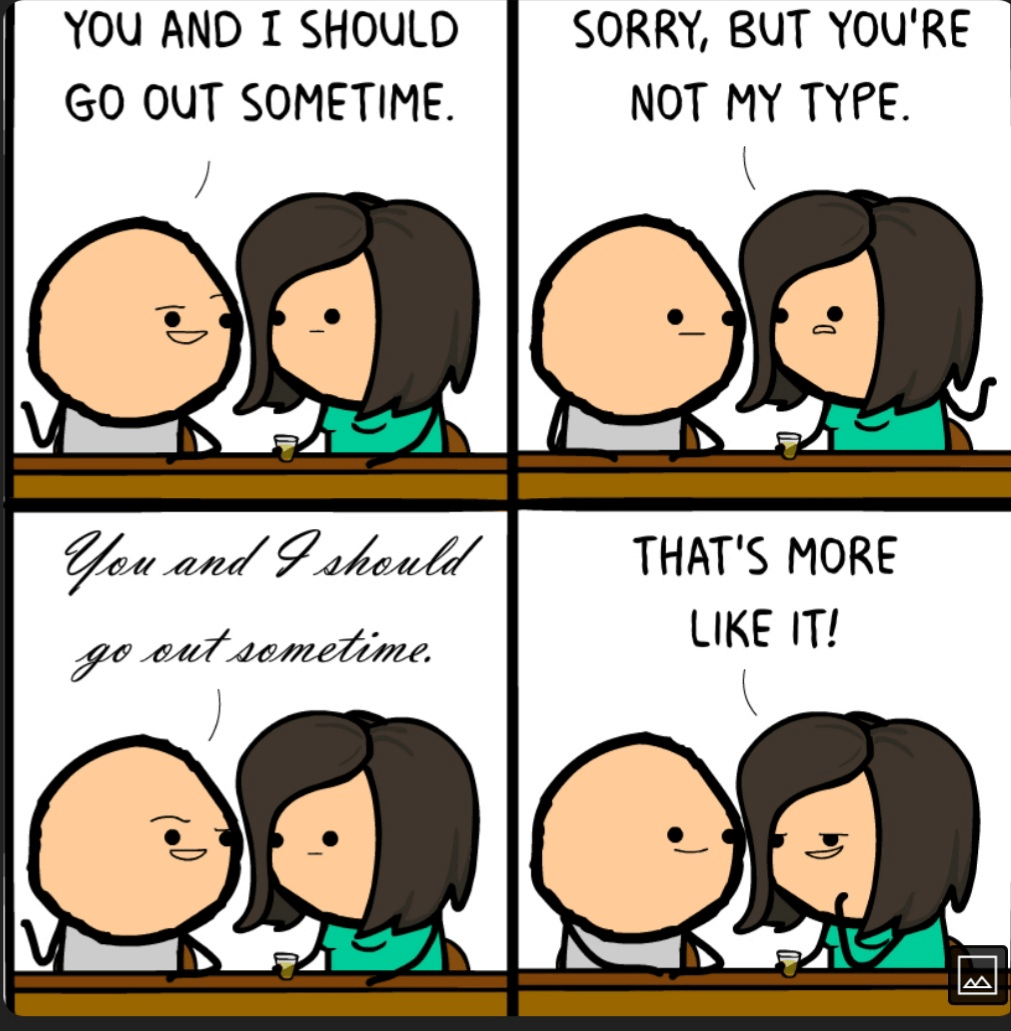 YOU AND I SHOULD
GO OUT SOMETIME.
SORRY, BUT YOU'RE
NOT MY TYPE.
You and I should
go out sometime.
THAT'S MORE
LIKE IT!